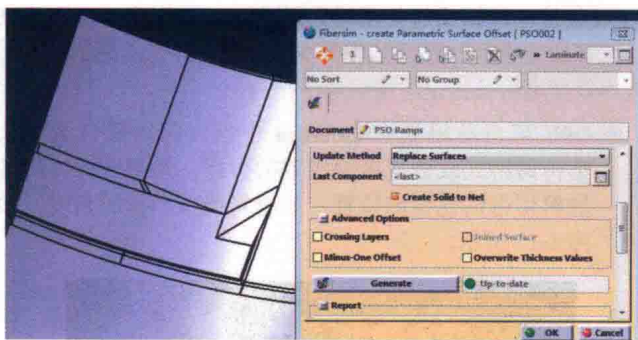 Fibersim - create Parametric Surface Offset [ PSO002 ]
1 » Laminate
No Sort No Group
Document PSO Ramps
Update Method Replace Surfaces
Last Component <last>
Create Solid to Net
Advanced Options
Crossing Layers Joined Surface
Minus-One Offset Overwrite Thickness Values
Generate Up-to-date
Report
OK Cancel